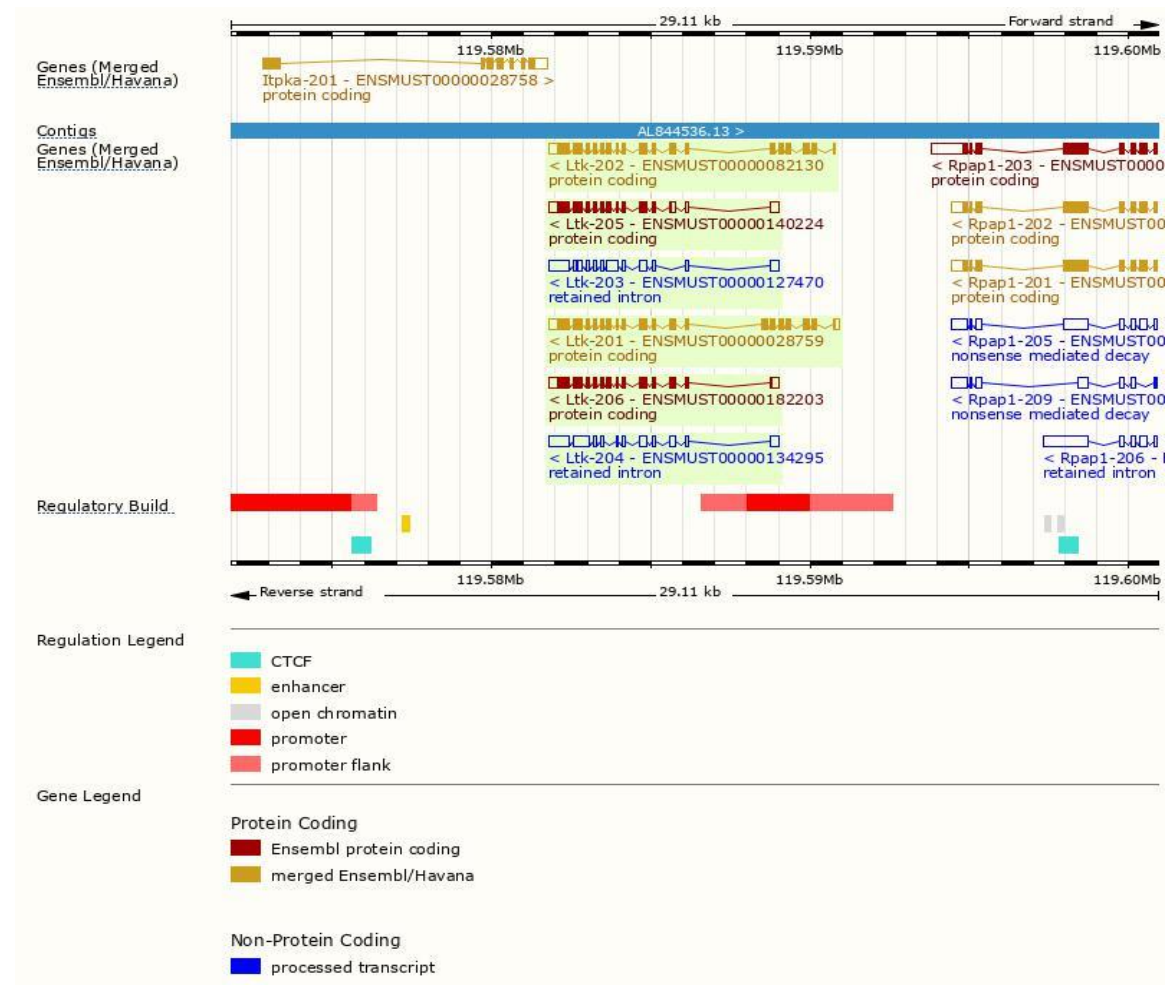 29.11 kb
Forward strand
119.58Mb 119.59Mb 119.60Mb
Genes (Merged
Ensembl/Havana)
Itpka-201 - ENSMUST00000028758 >
protein coding
Contigs
AL844536.13 >
Genes (Merged
Ensembl/Havana)
< Ltk-202 - ENSMUST00000082130
protein coding
< Rpap1-203 - ENSMUST0000
protein coding
< Ltk-205 - ENSMUST00000140224
protein coding
< Rpap1-202 - ENSMUST00
protein coding
< Ltk-203 - ENSMUST00000127470
retained intron
< Rpap1-201 - ENSMUST00
protein coding
< Ltk-201 - ENSMUST00000028759
protein coding
< Rpap1-205 - ENSMUST00
nonsense mediated decay
< Ltk-206 - ENSMUST00000182203
protein coding
< Rpap1-209 - ENSMUST00
nonsense mediated decay
< Ltk-204 - ENSMUST00000134295
retained intron
< Rpap1-206 -
retained intron
Regulatory Build
119.58Mb 119.59Mb 119.60Mb
Reverse strand
29.11 kb
Regulation Legend
CTCF
enhancer
open chromatin
promoter
promoter flank
Gene Legend
Protein Coding
Ensembl protein coding
merged Ensembl/Havana
Non-Protein Coding
processed transcript